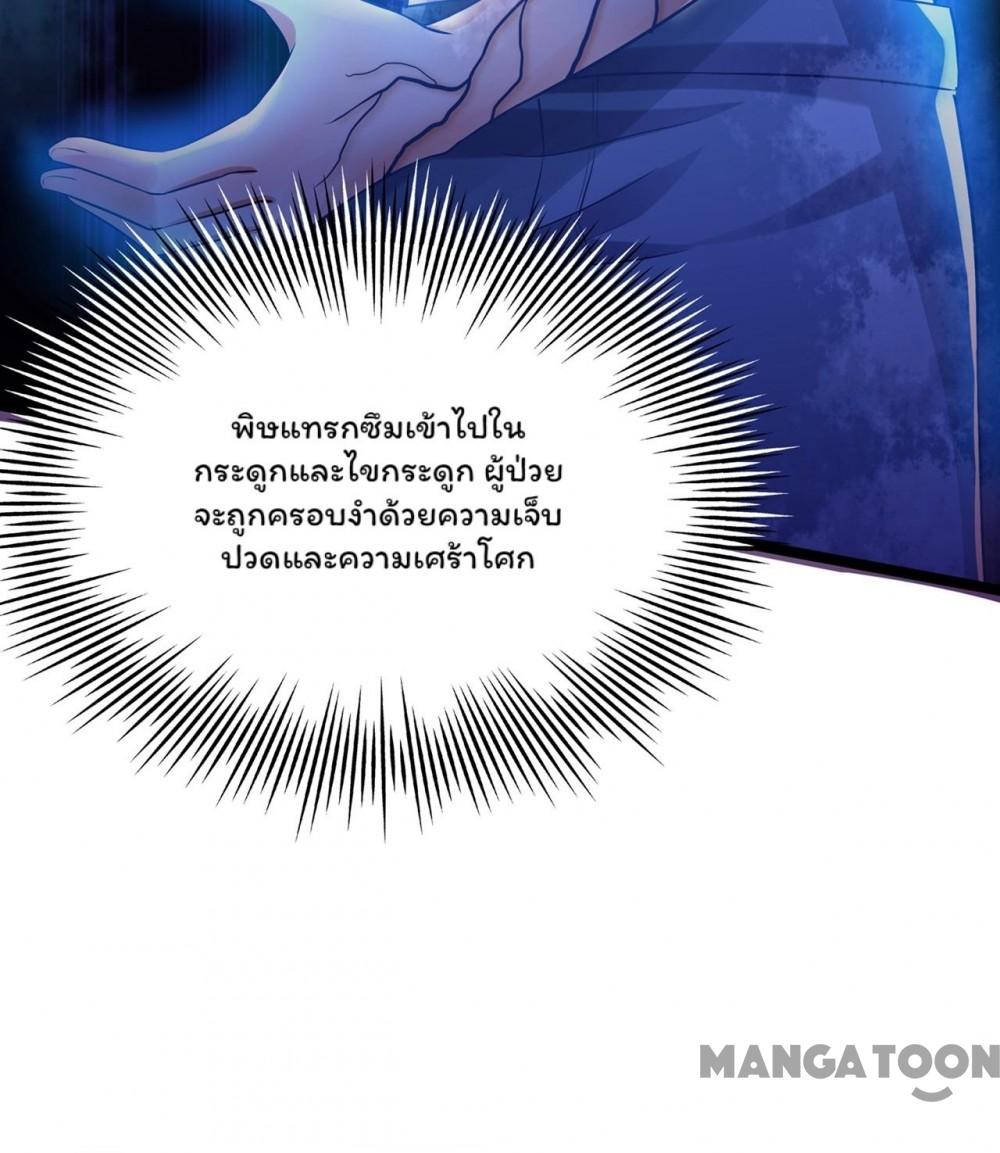 พิษแทรกซึมเข้าไปใน
กระดูกและไขกระดูก ผู้ป่วย
จะถูกครอบงำด้วยความเจ็บ
ปวดและความเศร้าโศก
MANGATOON